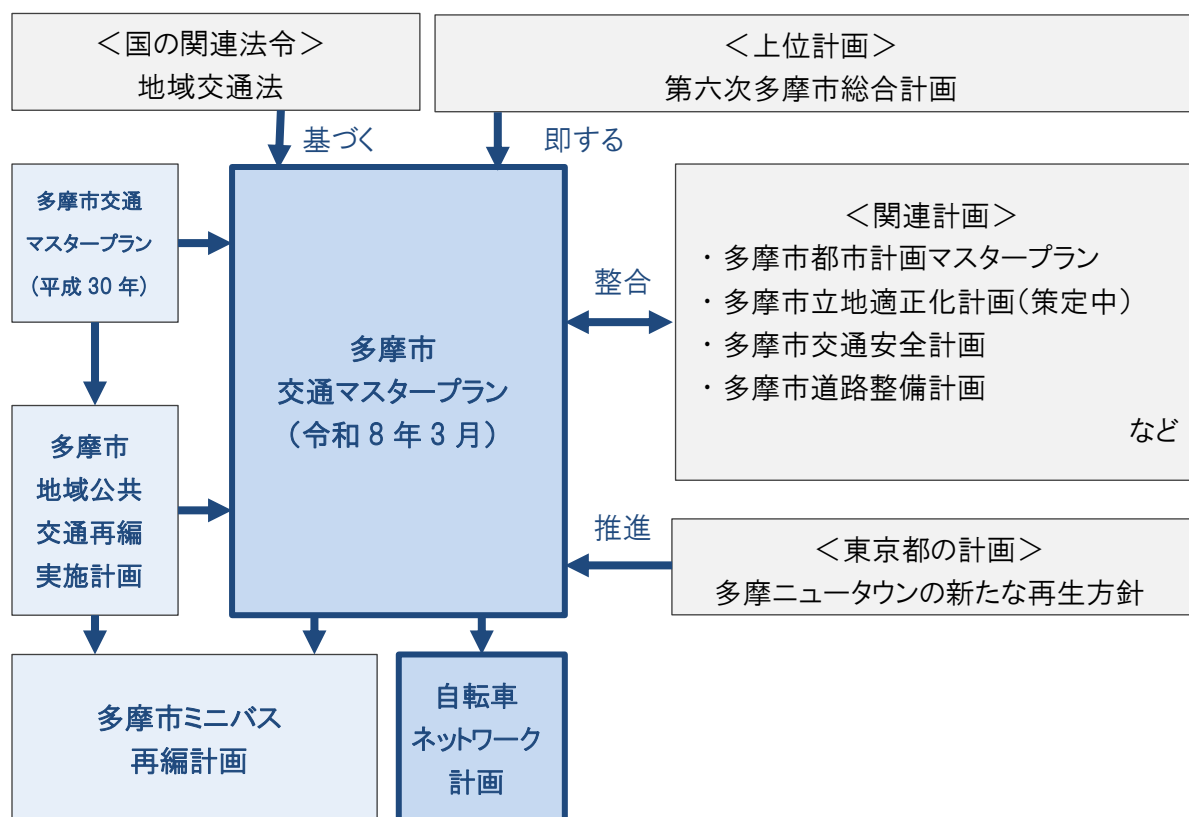 ＜国の関連法令＞
地域交通法
＜上位計画＞
第六次多摩市総合計画
基づく
即する
多摩市交通
マスタープラン
（平成 30 年）
多摩市
交通マスタープラン
（令和 8 年 3 月）
整合
＜関連計画＞
・多摩市都市計画マスタープラン
・多摩市立地適正化計画（策定中）
・多摩市交通安全計画
・多摩市道路整備計画
など
多摩市
地域公共
交通再編
実施計画
推進
＜東京都の計画＞
多摩ニュータウンの新たな再生方針
多摩市ミニバス
再編計画
自転車
ネットワーク
計画